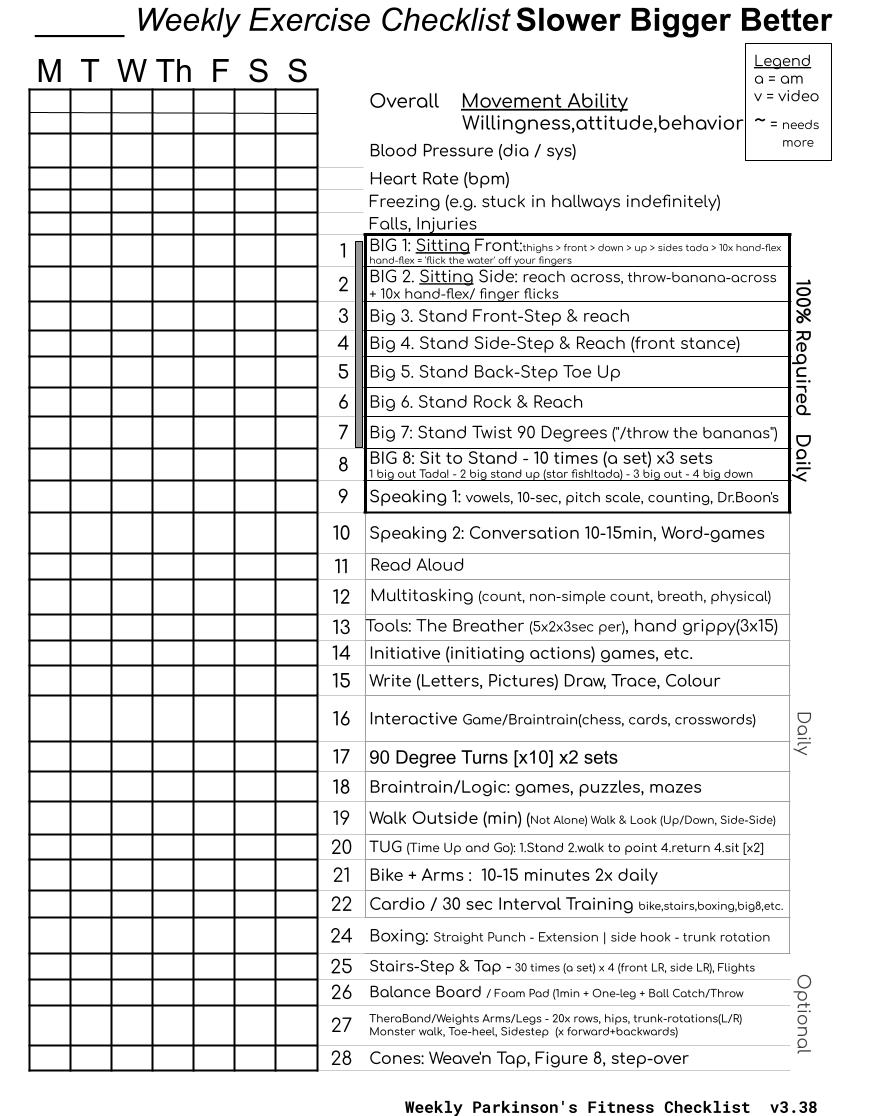 _____ Weekly Exercise Checklist Slower Bigger Better
M T W Th F S S
Legend
a = am
v = video
~ = needs
more
Overall Movement Ability
Willingness,attitude,behavior
Blood Pressure (dia / sys)
Heart Rate (bpm)
Freezing (e.g. stuck in hallways indefinitely)
Falls, Injuries
1 BIG 1: Sitting Front:thighs > front > down > up > sides tada > 10x hand-flex
hand-flex = 'flick the water' off your fingers
2 BIG 2. Sitting Side: reach across, throw-banana-across
+ 10x hand-flex/ finger flicks
3 Big 3. Stand Front-Step & reach
4 Big 4. Stand Side-Step & Reach (front stance)
5 Big 5. Stand Back-Step Toe Up
6 Big 6. Stand Rock & Reach
7 Big 7: Stand Twist 90 Degrees ("/throw the bananas")
8 BIG 8: Sit to Stand - 10 times (a set) x3 sets
1 big out Tada! - 2 big stand up (star fish!tada) - 3 big out - 4 big down
9 Speaking 1: vowels, 10-sec, pitch scale, counting, Dr.Boon's
100% Required Daily
10 Speaking 2: Conversation 10-15min, Word-games
11 Read Aloud
12 Multitasking (count, non-simple count, breath, physical)
13 Tools: The Breather (5x2x3sec per), hand grippy(3x15)
14 Initiative (initiating actions) games, etc.
15 Write (Letters, Pictures) Draw, Trace, Colour
16 Interactive Game/Braintrain(chess, cards, crosswords)
17 90 Degree Turns [x10] x2 sets
18 Braintrain/Logic: games, puzzles, mazes
19 Walk Outside (min) (Not Alone) Walk & Look (Up/Down, Side-Side)
20 TUG (Time Up and Go): 1.Stand 2.walk to point 4.return 4.sit [x2]
21 Bike + Arms : 10-15 minutes 2x daily
22 Cardio / 30 sec Interval Training bike,stairs,boxing,big8,etc.
24 Boxing: Straight Punch - Extension | side hook - trunk rotation
Daily
25 Stairs-Step & Tap - 30 times (a set) x 4 (front LR, side LR), Flights
26 Balance Board / Foam Pad (1min + One-leg + Ball Catch/Throw
27 TheraBand/Weights Arms/Legs - 20x rows, hips, trunk-rotations(L/R)
Monster walk, Toe-heel, Sidestep (x forward+backwards)
28 Cones: Weave'n Tap, Figure 8, step-over
Optional
Weekly Parkinson's Fitness Checklist v3.38